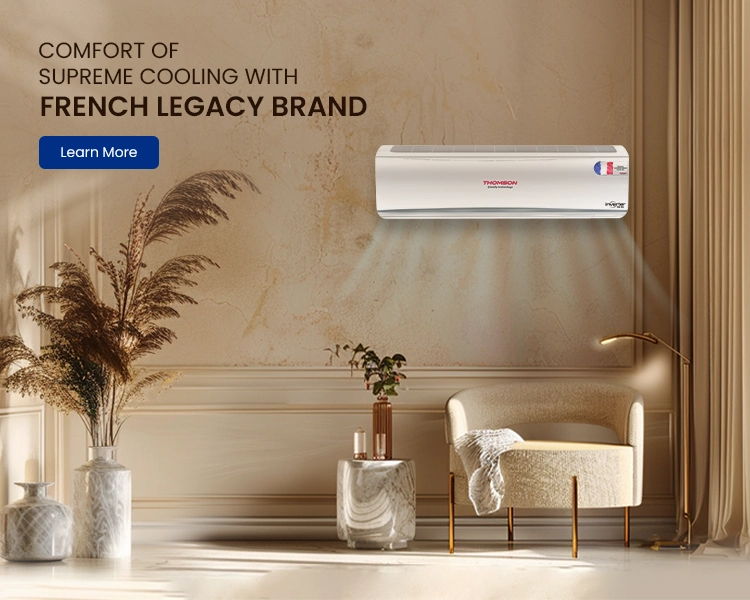 COMFORT OF
SUPREME COOLING WITH
FRENCH LEGACY BRAND
Learn More
THOMSON